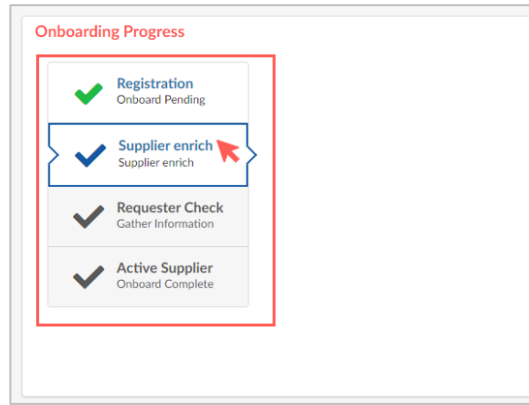 Onboarding Progress
Registration
Onboard Pending
Supplier enrich
Supplier enrich
Requester Check
Gather Information
Active Supplier
Onboard Complete